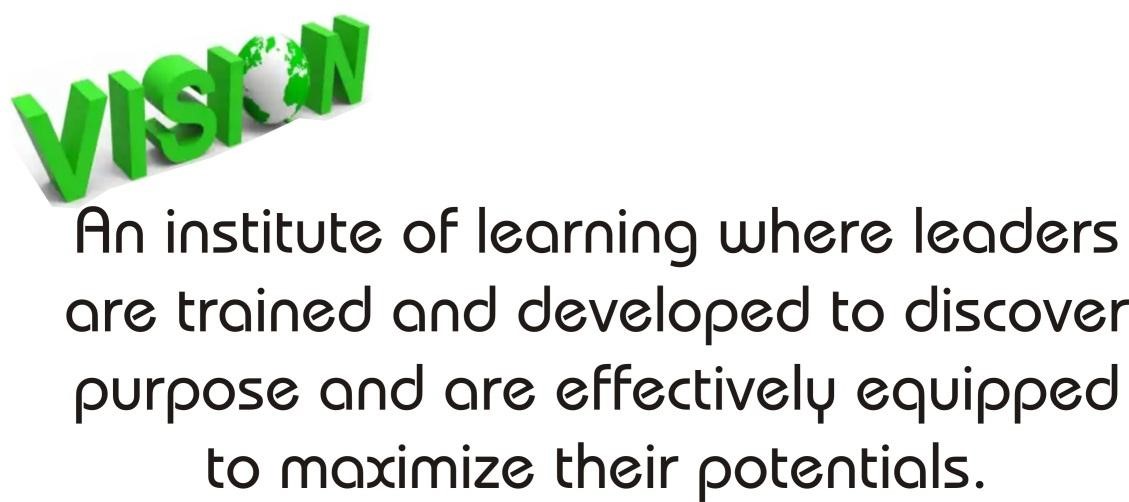 VISION
An institute of learning where leaders
are trained and developed to discover
purpose and are effectively equipped
to maximize their potentials.